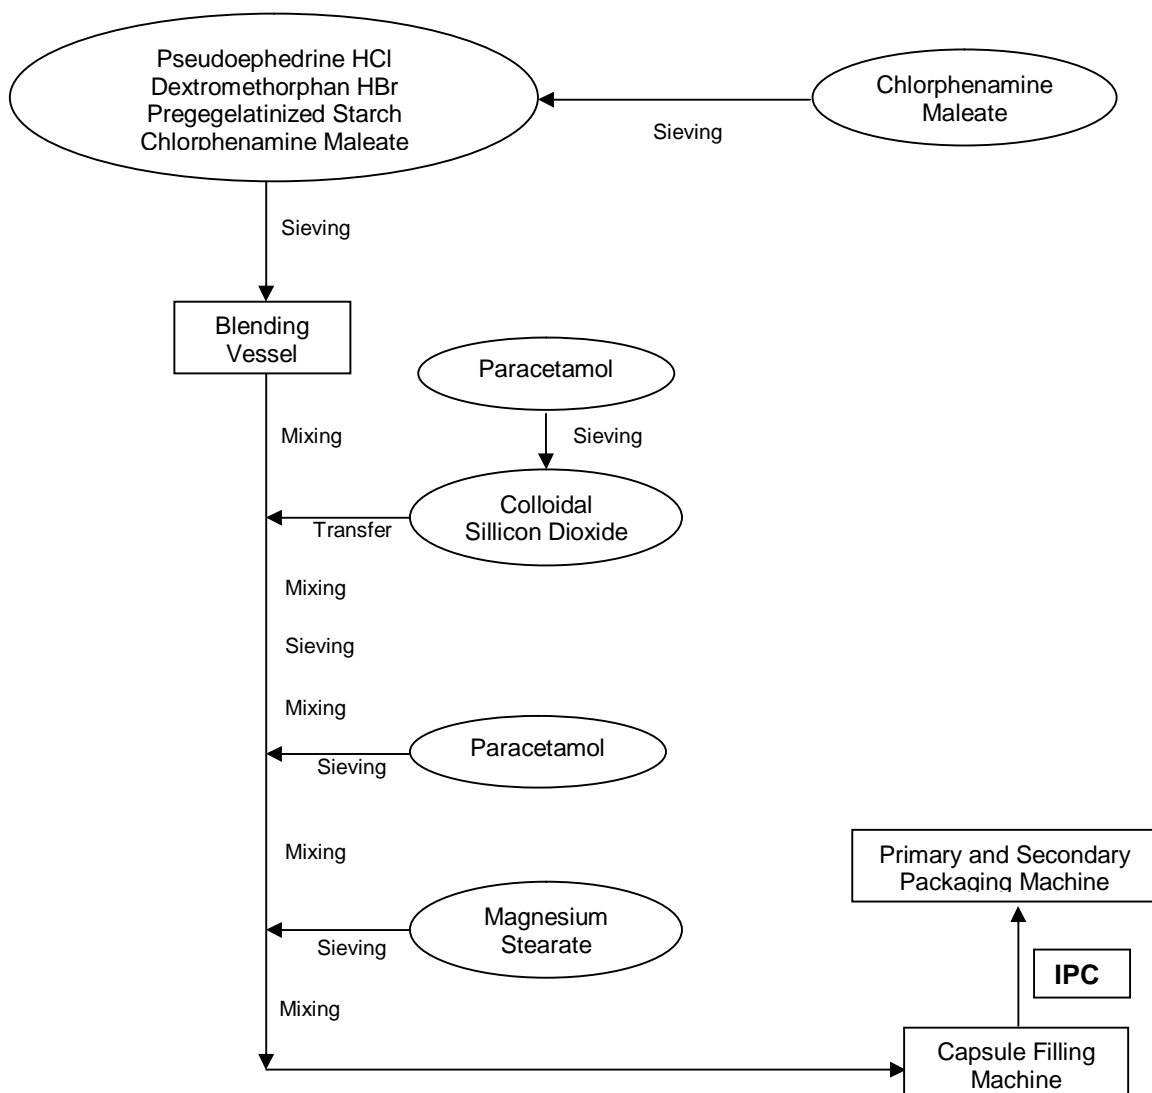 Pseudoephedrine HCl
Dextromethorphan HBr
Pregegelatinized Starch
Chlorphenamine Maleate
Chlorphenamine
Maleate
Sieving
Sieving
Blending
Vessel
Paracetamol
Mixing
Sieving
Colloidal
Sillicon Dioxide
Transfer
Mixing
Sieving
Mixing
Paracetamol
Sieving
Mixing
Primary and Secondary
Packaging Machine
Magnesium
Stearate
Sieving
IPC
Mixing
Capsule Filling
Machine